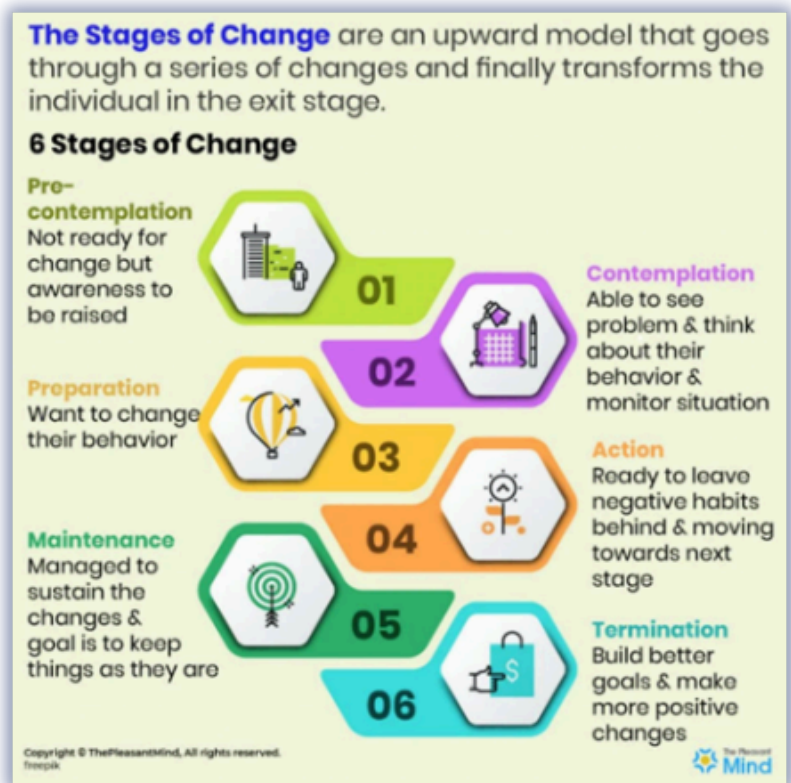 The Stages of Change are an upward model that goes
through a series of changes and finally transforms the
individual in the exit stage.
6 Stages of Change
Pre-
contemplation
Not ready for
change but
awareness to
be raised
01
Contemplation
Able to see
problem & think
about their
behavior &
monitor situation
02
Preparation
Want to change
their behavior
03
Action
Ready to leave
negative habits
behind & moving
towards next
stage
04
Maintenance
Managed to
sustain the
changes &
goal is to keep
things as they are
05
Termination
Build better
goals & make
more positive
changes
$
06
Copyright © ThePleasantMind, All rights reserved.
freepik
The Pleasant
Mind